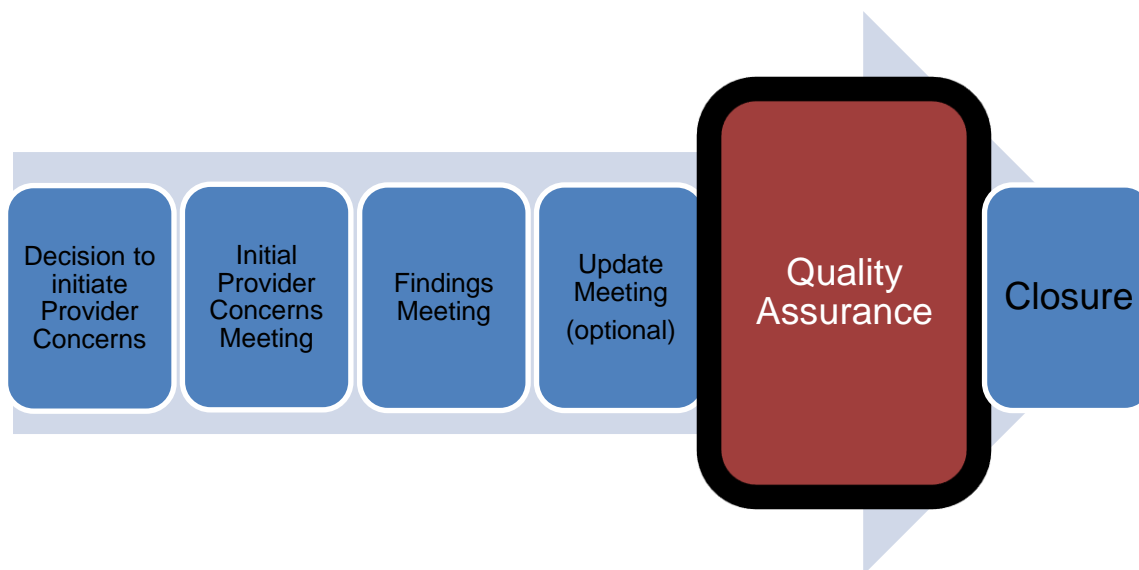 Decision to
initiate
Provider
Concerns
Initial
Provider
Concerns
Meeting
Findings
Meeting
Update
Meeting
(optional)
Quality
Assurance
Closure